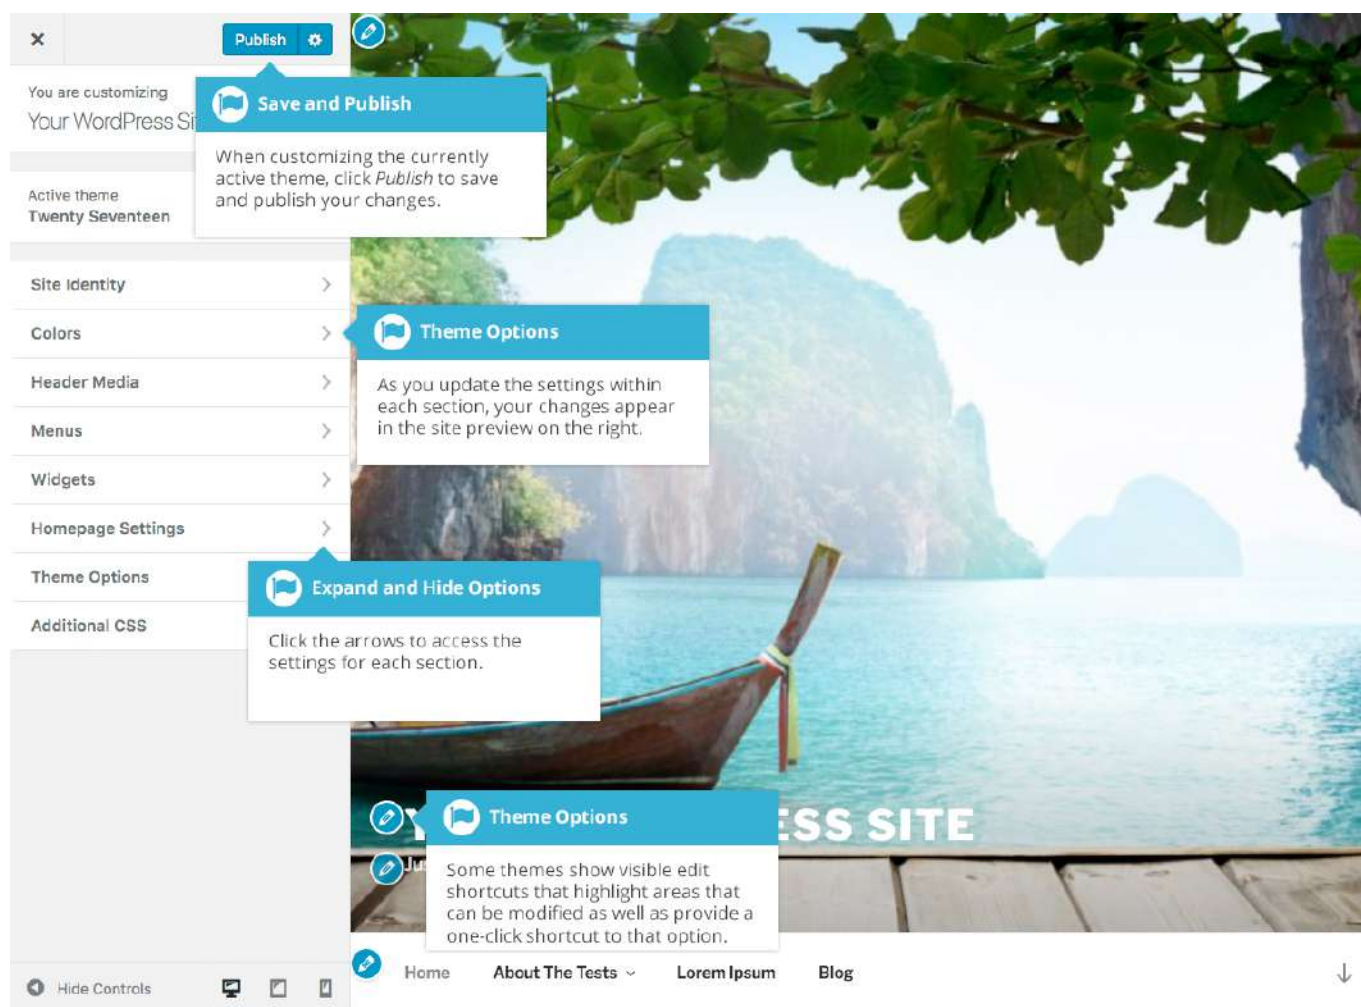 Publish
You are customizing
Your WordPress Si
Save and Publish
When customizing the currently
active theme, click Publish to save
and publish your changes.
Active theme
Twenty Seventeen
Site Identity
Colors
Header Media
Menus
Widgets
Homepage Settings
Theme Options
Additional CSS
Theme Options
As you update the settings within
each section, your changes appear
in the site preview on the right.
Expand and Hide Options
Click the arrows to access the
settings for each section.
ESS SITE
Theme Options
Some themes show visible edit
shortcuts that highlight areas that
can be modified as well as provide a
one-click shortcut to that option.
Home About The Tests Lorem Ipsum Blog
Hide Controls